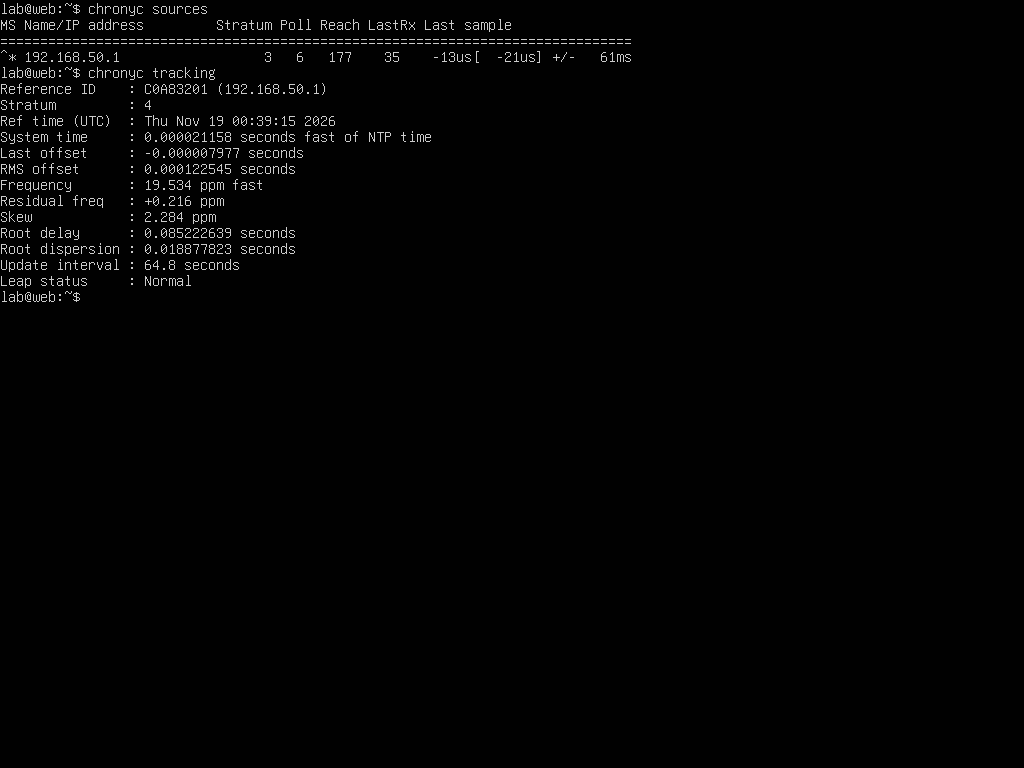 lab@web:~$ chronyc sources
MS Name/IP address         Stratum Poll Reach LastRx Last sample
===============================================================================
^* 192.168.50.1                  3   6   177    35    -13us[  -21us] +/-   61ms
lab@web:~$ chronyc tracking
Reference ID    : C0A83201 (192.168.50.1)
Stratum         : 4
Ref time (UTC)  : Thu Nov 19 00:39:15 2026
System time     : 0.000021158 seconds fast of NTP time
Last offset     : -0.000007977 seconds
RMS offset      : 0.000122545 seconds
Frequency       : 19.534 ppm fast
Residual freq   : +0.216 ppm
Skew            : 2.284 ppm
Root delay      : 0.085222639 seconds
Root dispersion : 0.018877823 seconds
Update interval : 64.8 seconds
Leap status     : Normal
lab@web:~$